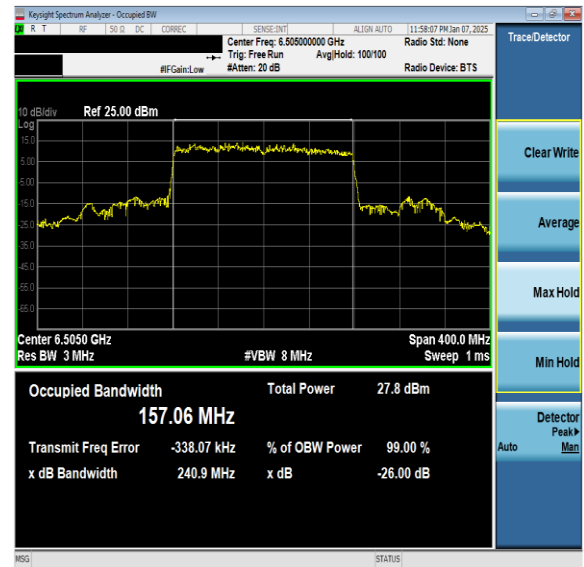 Keysight Spectrum Analyzer - Occupied BW
R T RF 50 Ω DC CORREC SENSE:INT ALIGN AUTO 11:58:07 PM Jan 07, 2025
Center Freq: 6.505000000 GHz Radio Std: None
Trig: Free Run Avg|Hold: 100/100
#IFGain:Low #Atten: 20 dB Radio Device: BTS
Trace/Detector
10 dB/div Ref 25.00 dBm
Log
15.0
5.00
-5.00
-15.0
-25.0
-35.0
-45.0
-55.0
-65.0
Center 6.5050 GHz Span 400.0 MHz
Res BW 3 MHz #VBW 8 MHz Sweep 1 ms
Occupied Bandwidth Total Power 27.8 dBm
157.06 MHz
Transmit Freq Error -338.07 kHz % of OBW Power 99.00 %
x dB Bandwidth 240.9 MHz x dB -26.00 dB
Clear Write
Average
Max Hold
Min Hold
Detector
Peak▶
Auto Man
MSG STATUS